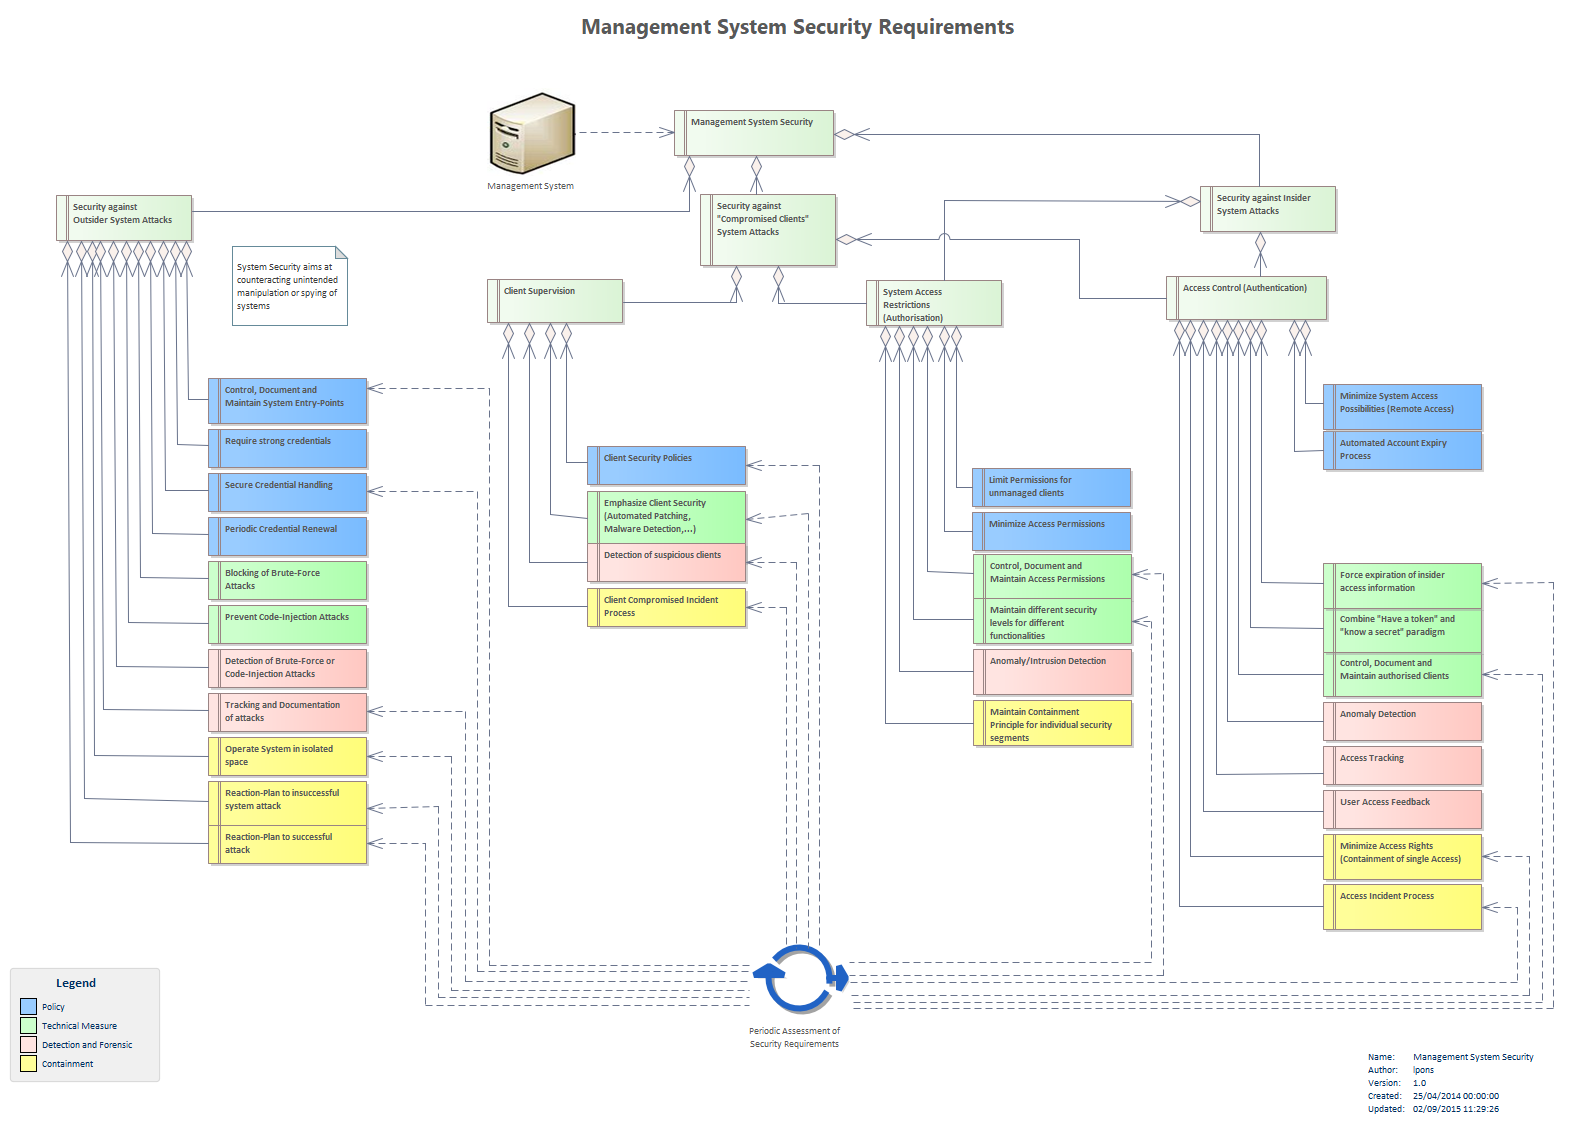 Management System Security Requirements
Management System
Management System Security
Security against
Outsider System Attacks
Security against
"Compromised Clients"
System Attacks
Security against Insider
System Attacks
System Security aims at
counteracting unintended
manipulation or spying of
systems
Client Supervision
System Access
Restrictions
(Authorisation)
Access Control (Authentication)
Control, Document and
Maintain System Entry-Points
Require strong credentials
Secure Credential Handling
Periodic Credential Renewal
Blocking of Brute-Force
Attacks
Prevent Code-Injection Attacks
Detection of Brute-Force or
Code-Injection Attacks
Tracking and Documentation
of attacks
Operate System in isolated
space
Reaction-Plan to insuccessful
system attack
Reaction-Plan to successful
attack
Client Security Policies
Emphasize Client Security
(Automated Patching,
Malware Detection,...)
Detection of suspicious clients
Client Compromised Incident
Process
Limit Permissions for
unmanaged clients
Minimize Access Permissions
Control, Document and
Maintain Access Permissions
Maintain different security
levels for different
functionalities
Anomaly/Intrusion Detection
Maintain Containment
Principle for individual security
segments
Minimize System Access
Possibilities (Remote Access)
Automated Account Expiry
Process
Force expiration of insider
access information
Combine "Have a token" and
"know a secret" paradigm
Control, Document and
Maintain authorised Clients
Anomaly Detection
Access Tracking
User Access Feedback
Minimize Access Rights
(Containment of single Access)
Access Incident Process
Periodic Assessment of
Security Requirements
Legend
Policy
Technical Measure
Detection and Forensic
Containment
Name: Management System Security
Author: lpons
Version: 1.0
Created: 25/04/2014 00:00:00
Updated: 02/09/2015 11:29:26